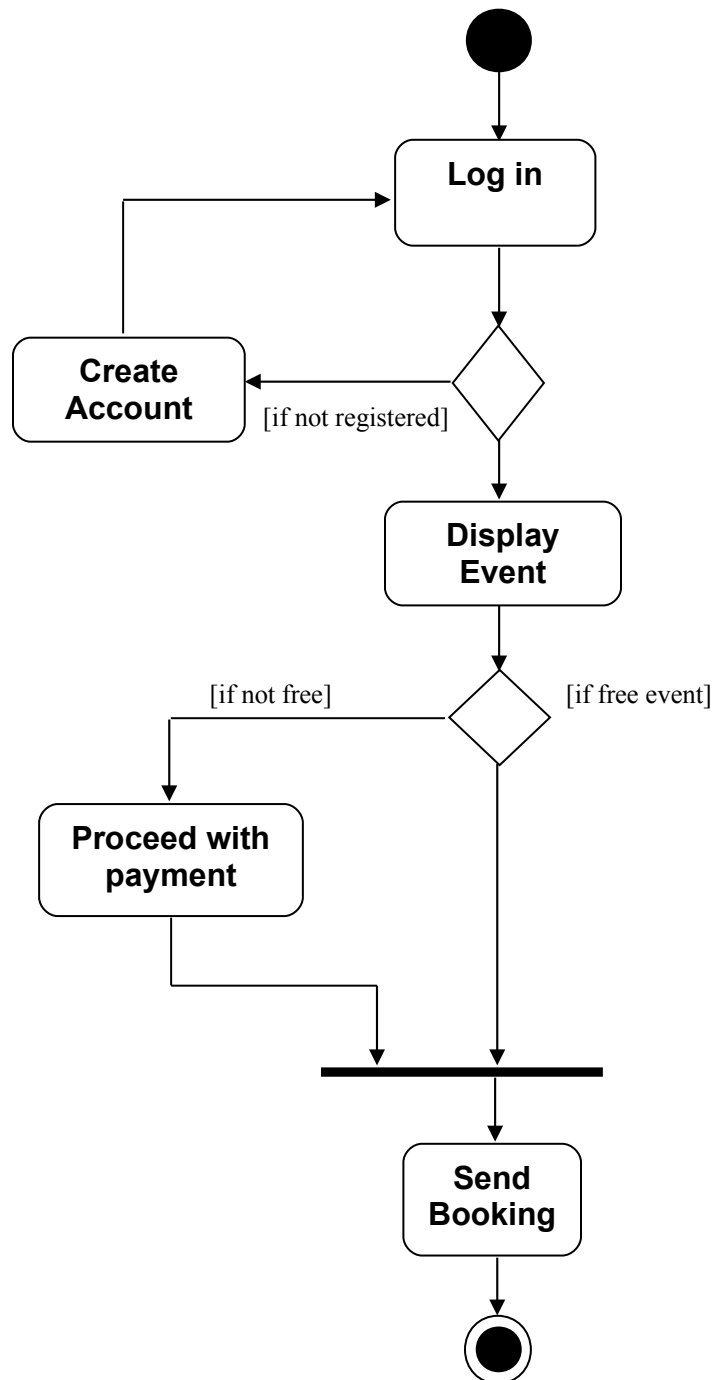 Log in
Create
Account
[if not registered]
Display
Event
[if not free]
[if free event]
Proceed with
payment
Send
Booking